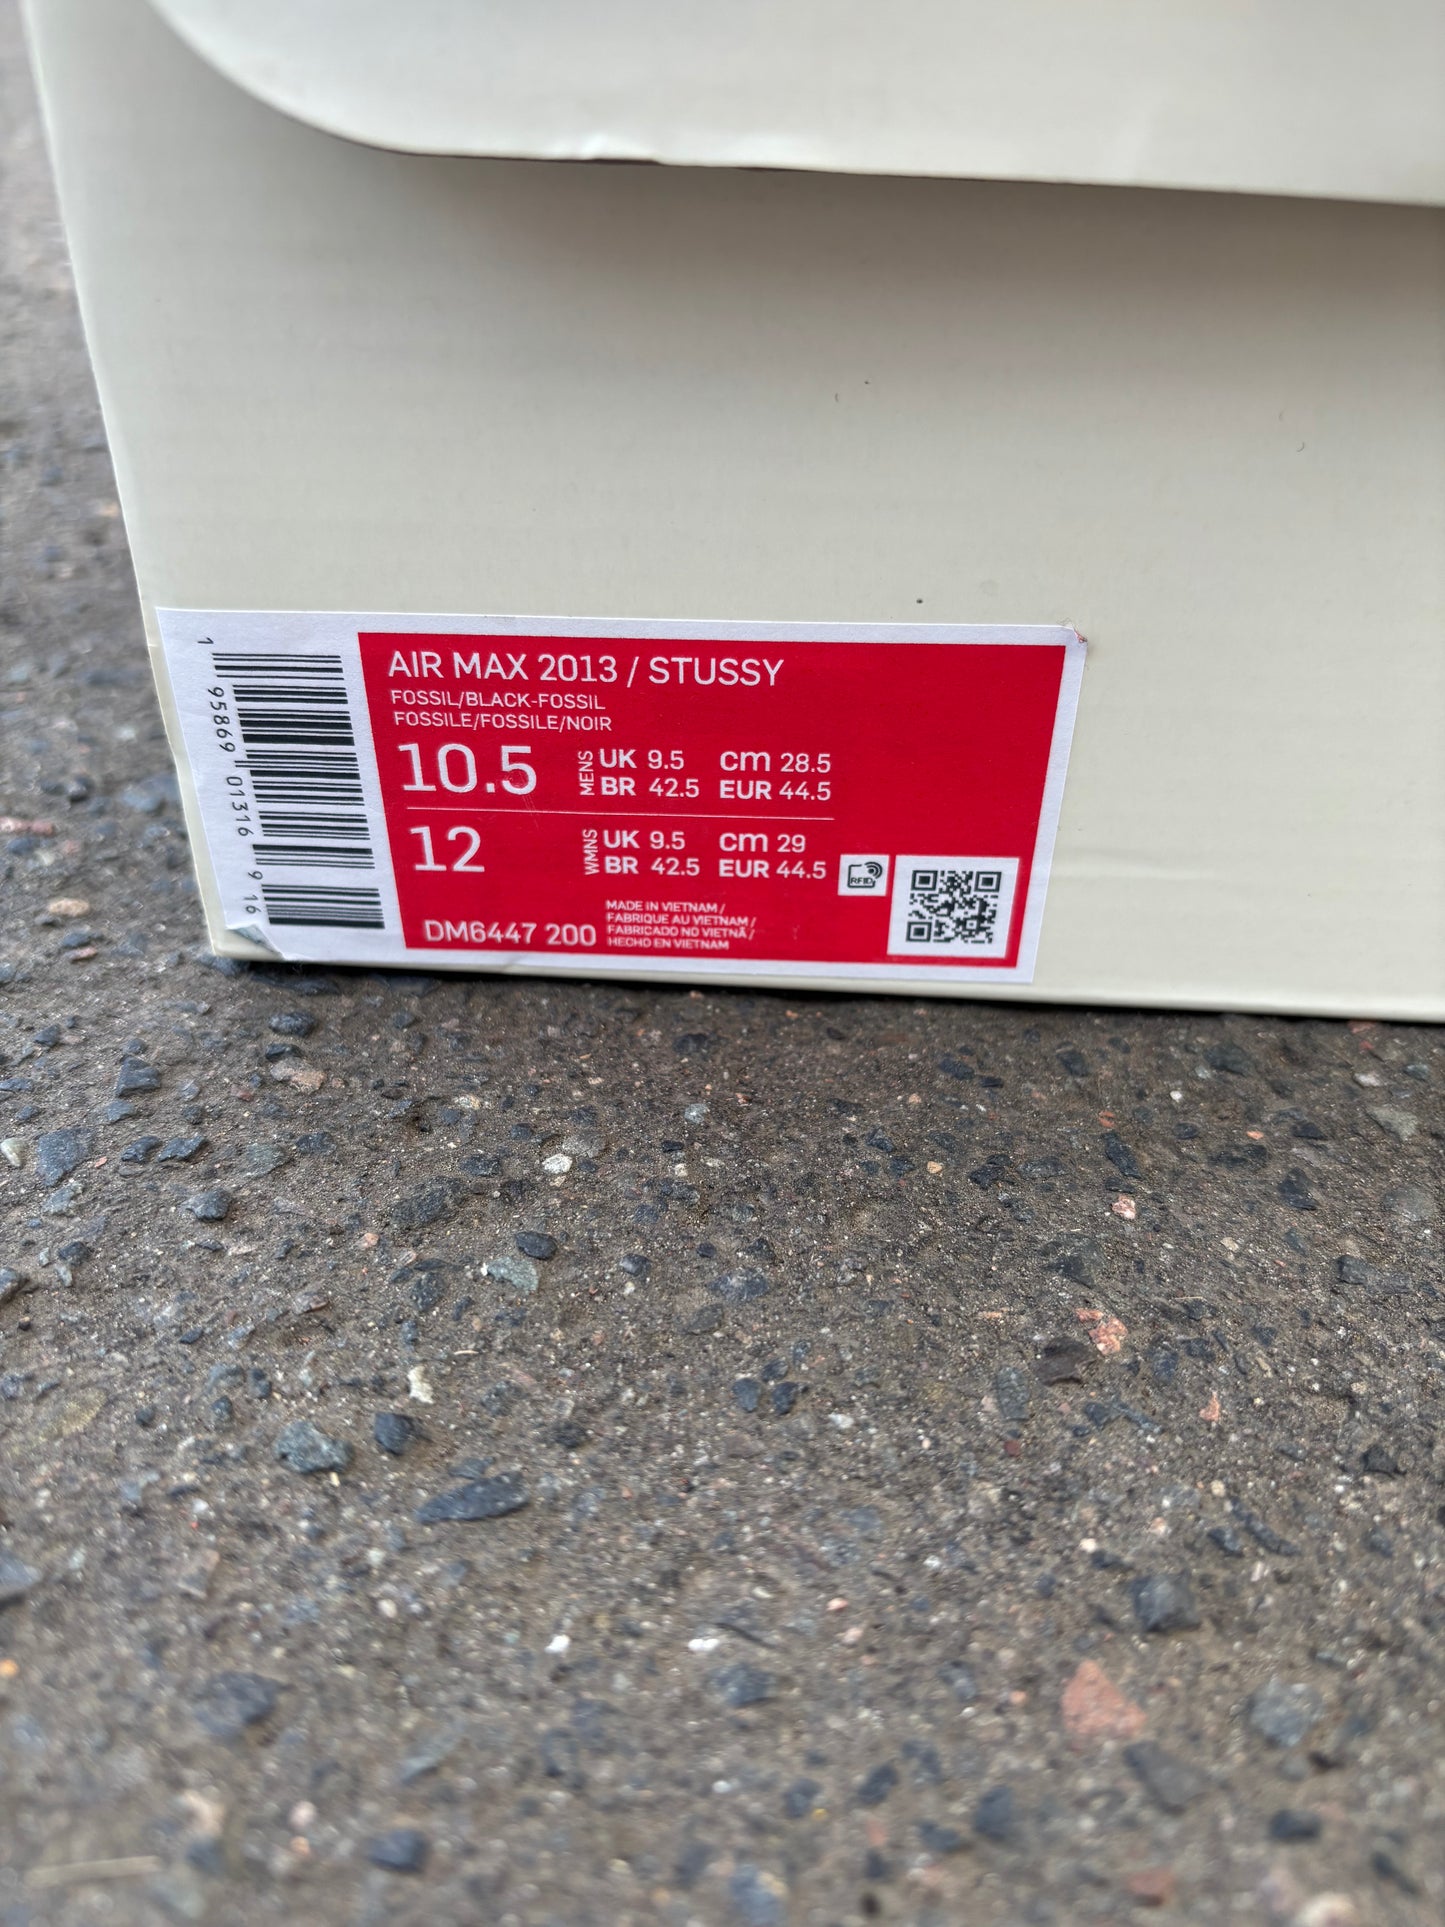 AIR MAX 2013 / STUSSY
FOSSIL/BLACK-FOSSIL
FOSSILE/FOSSILE/NOIR
10.5 MENS UK 9.5 cm 28.5
BR 42.5 EUR 44.5
12 WMNS UK 9.5 cm 29
BR 42.5 EUR 44.5
RFID
DM6447 200
MADE IN VIETNAM /
FABRIQUE AU VIETNAM /
FABRICADO NO VIETNÃ /
HECHO EN VIETNAM
1 95869 01316 9 16